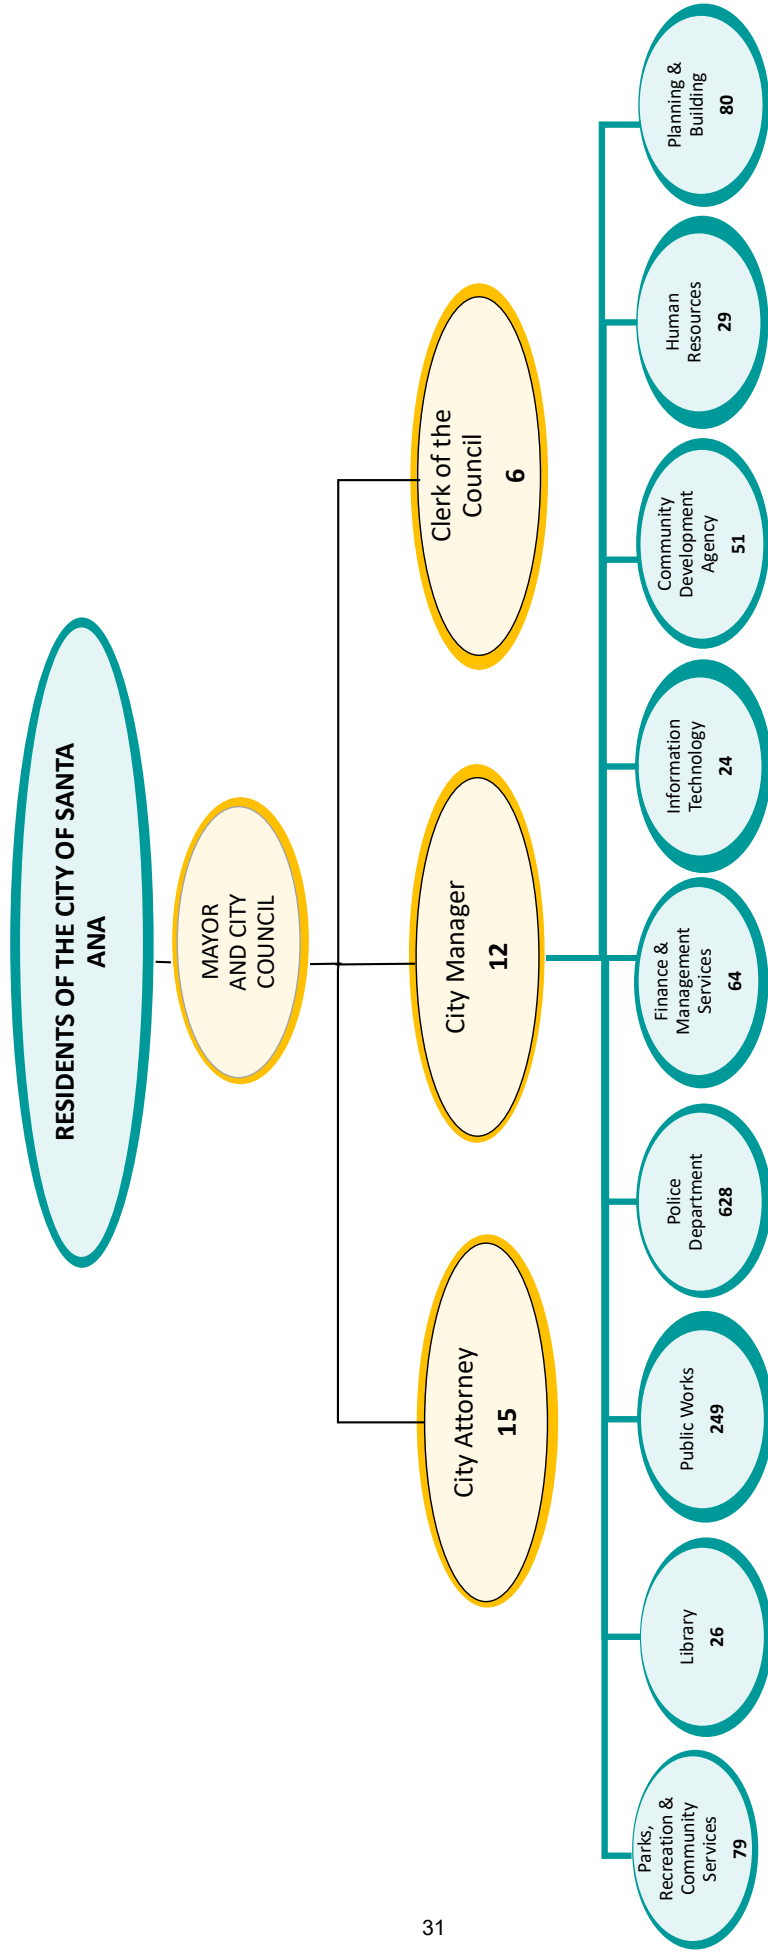 RESIDENTS OF THE CITY OF SANTA
ANA
MAYOR
AND CITY
COUNCIL
City Attorney
15
City Manager
12
Clerk of the
Council
6
Parks,
Recreation &
Community
Services
79
Library
26
Public Works
249
Police
Department
628
Finance &
Management
Services
64
Information
Technology
24
Community
Development
Agency
51
Human
Resources
29
Planning &
Building
80
31